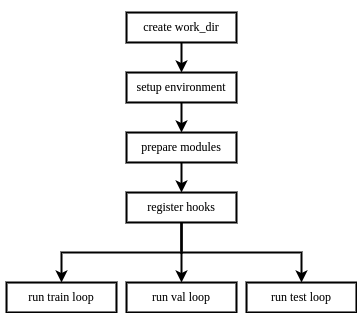 create work_dir
setup environment
prepare modules
register hooks
run train loop
run val loop
run test loop